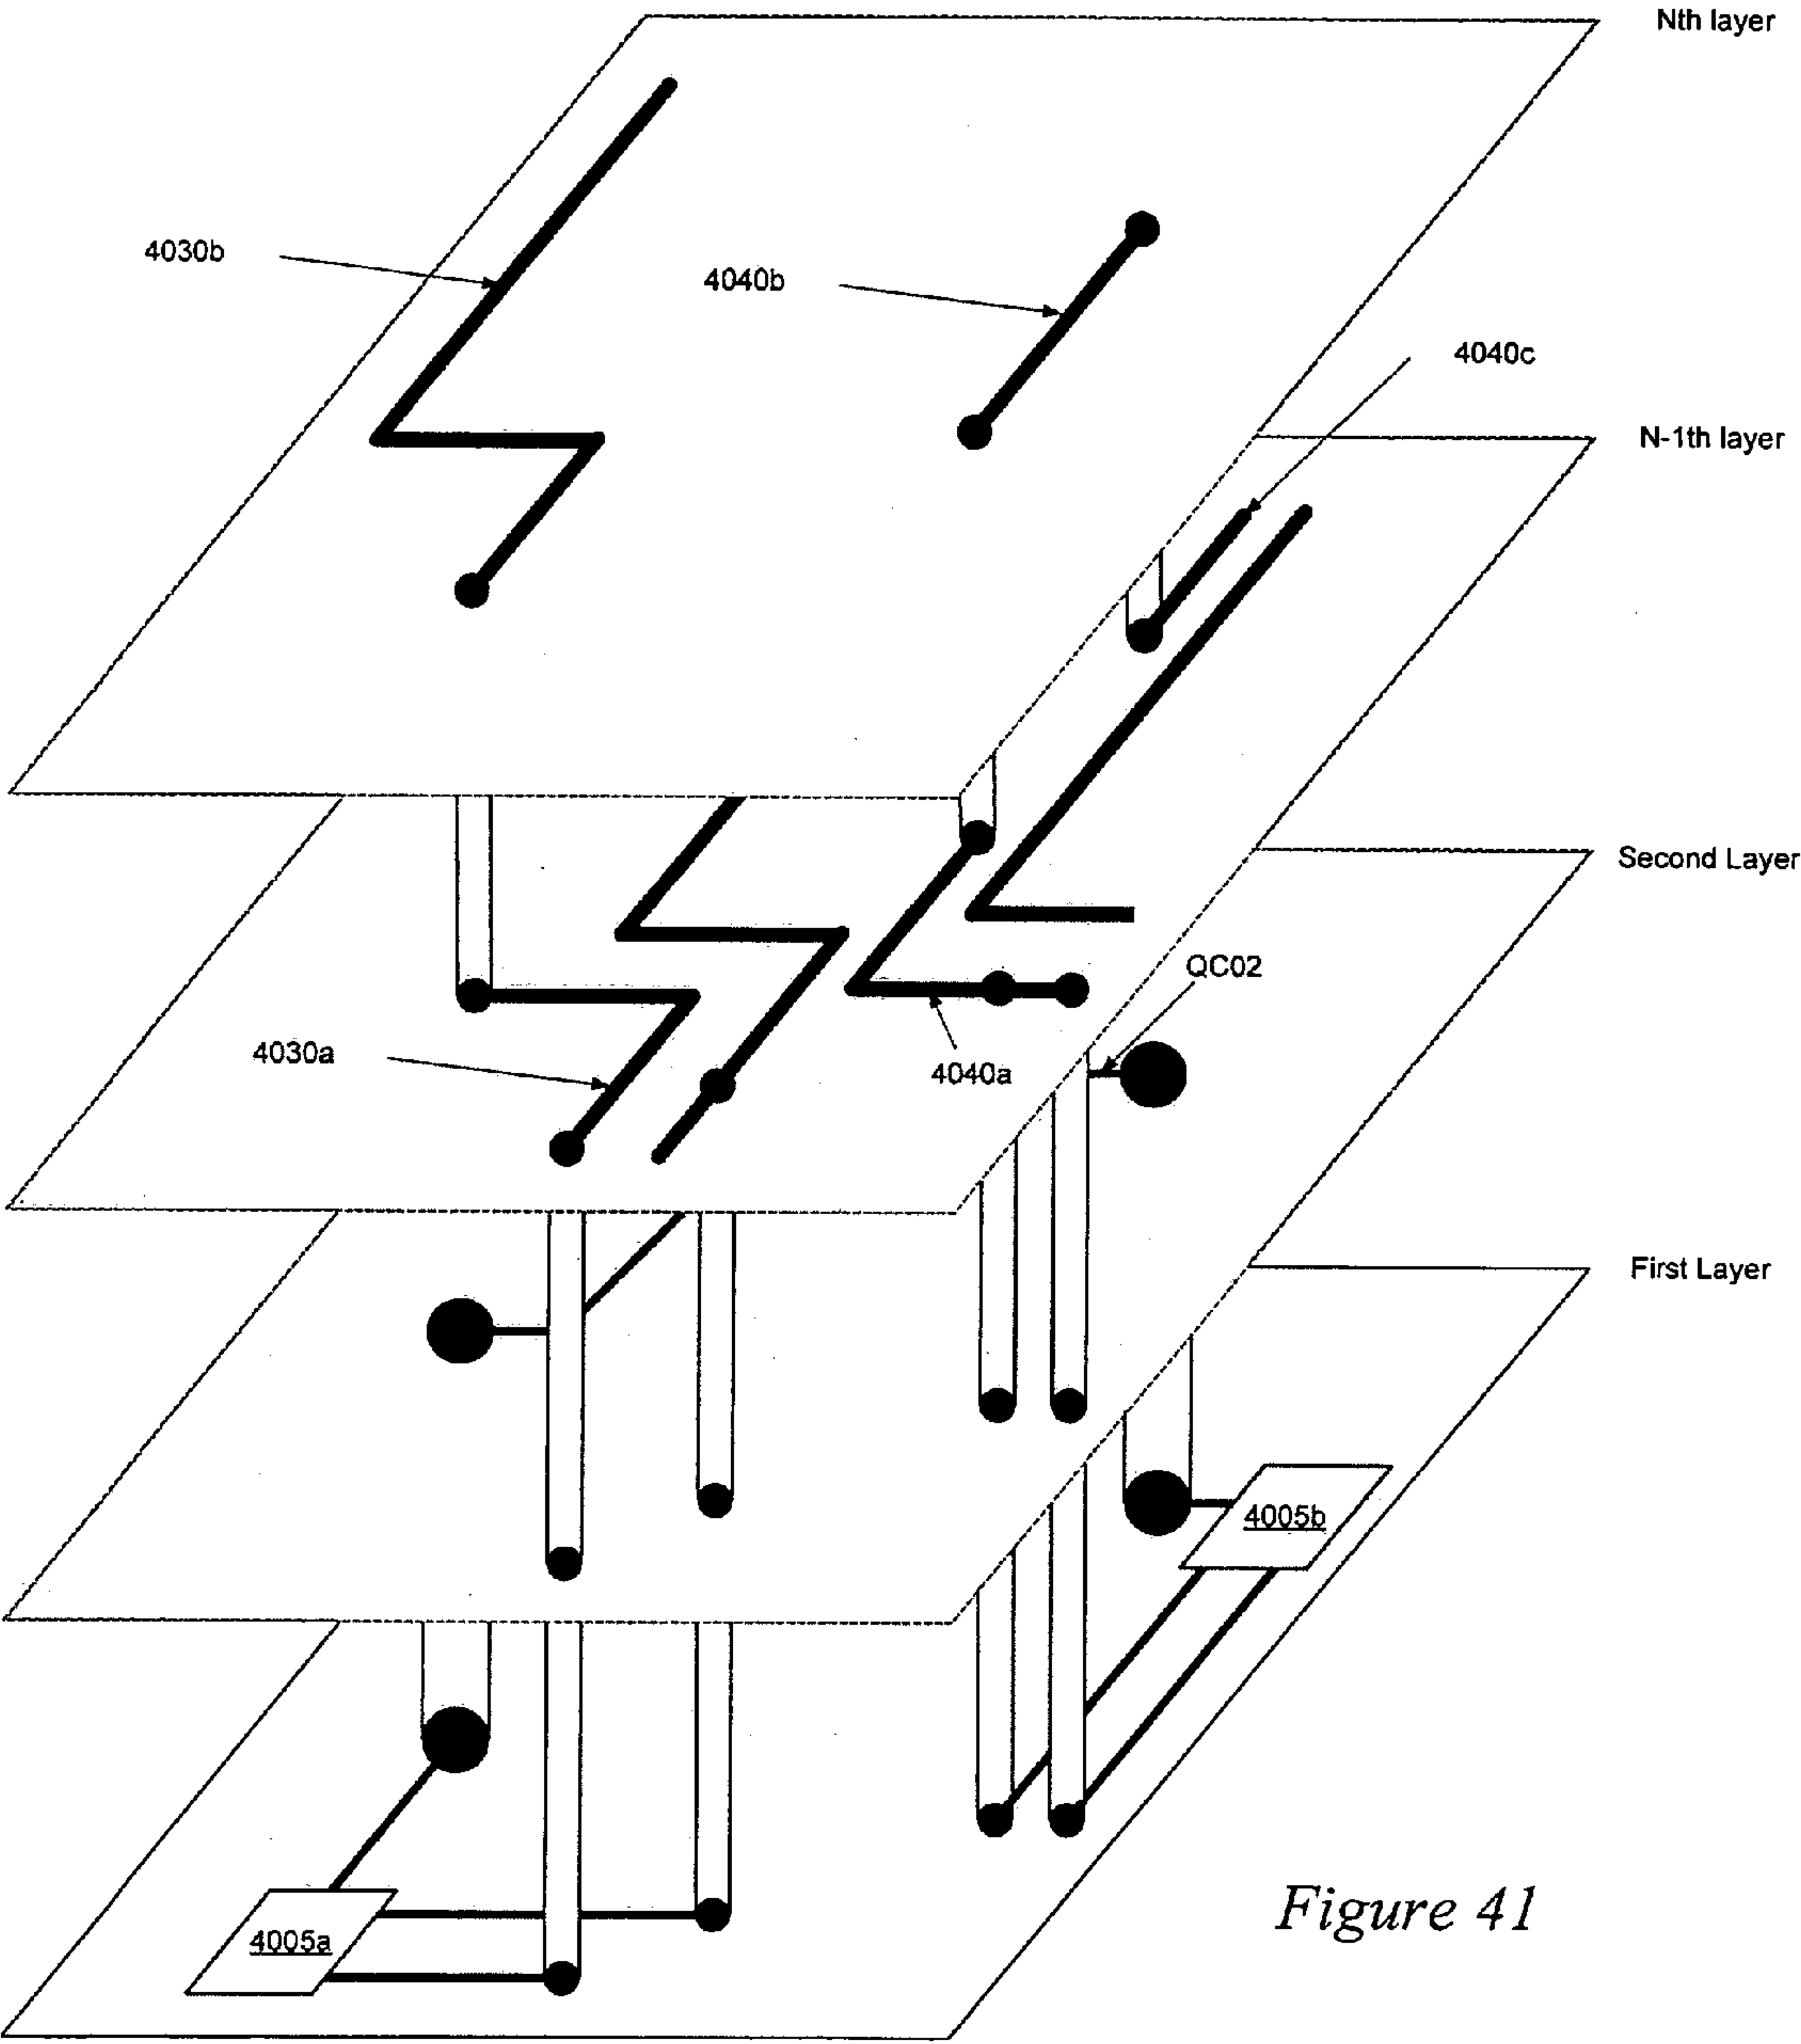 Nth layer
4030b
4040b
4040c
N-1th layer
Second Layer
QC02
4030a
4040a
First Layer
4005b
4005a
Figure 41